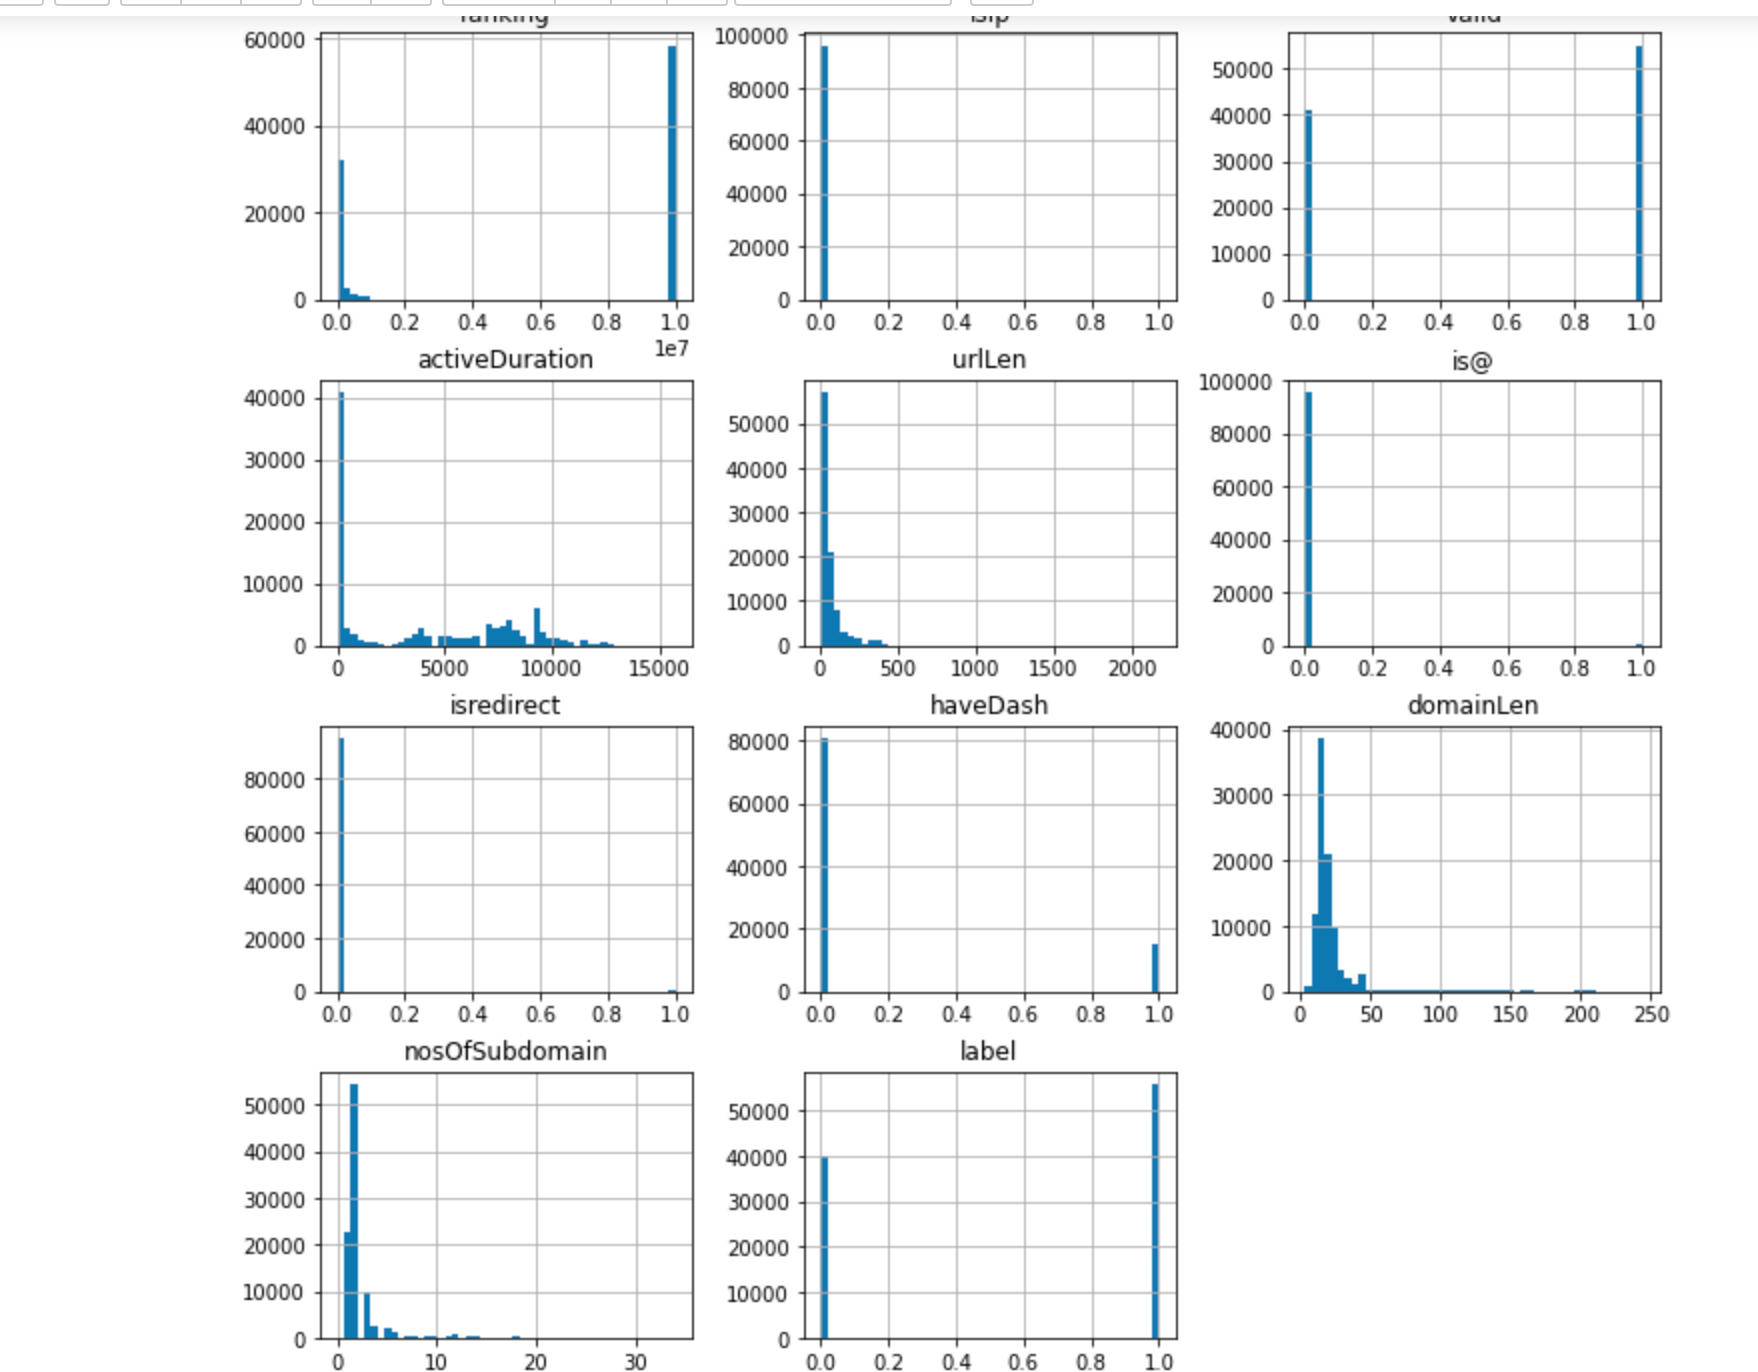 ranking isIp valid
60000 100000 50000
40000 80000 40000
20000 60000 30000
0 40000 20000
20000 10000
0 0
0.0 0.2 0.4 0.6 0.8 1.0 0.0 0.2 0.4 0.6 0.8 1.0 0.0 0.2 0.4 0.6 0.8 1.0
1e7
activeDuration urlLen is@
40000 50000 100000
30000 40000 80000
20000 30000 60000
10000 20000 40000
0 10000 20000
0 0
0 5000 10000 15000 0 500 1000 1500 2000 0.0 0.2 0.4 0.6 0.8 1.0
isredirect haveDash domainLen
80000 80000 40000
60000 60000 30000
40000 40000 20000
20000 20000 10000
0 0 0
0.0 0.2 0.4 0.6 0.8 1.0 0.0 0.2 0.4 0.6 0.8 1.0 0 50 100 150 200 250
nosOfSubdomain label
50000 50000
40000 40000
30000 30000
20000 20000
10000 10000
0 0
0 10 20 30 0.0 0.2 0.4 0.6 0.8 1.0